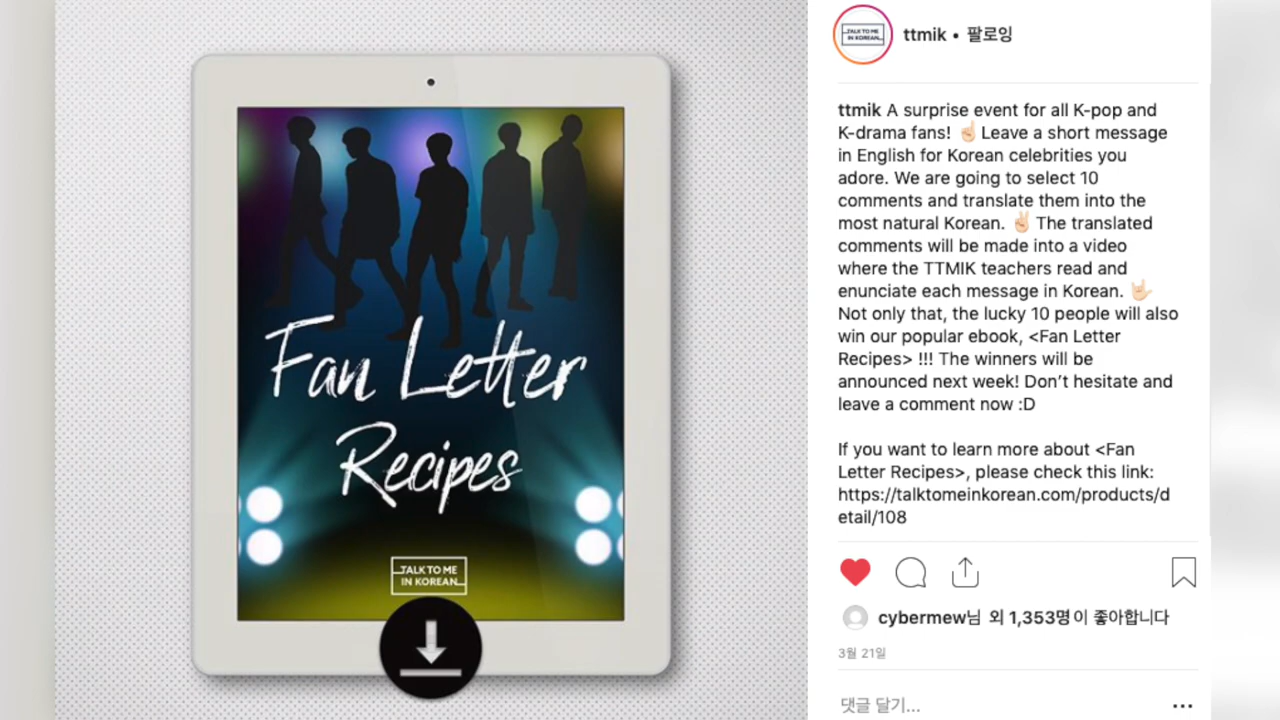 Fan Letter
Recipes
TALK TO ME
IN KOREAN
TALK TO ME
IN KOREAN
ttmik • 팔로잉
ttmik A surprise event for all K-pop and
K-drama fans! ☝🏻Leave a short message
in English for Korean celebrities you
adore. We are going to select 10
comments and translate them into the
most natural Korean. ✌🏻 The translated
comments will be made into a video
where the TTMIK teachers read and
enunciate each message in Korean. 🤟🏻
Not only that, the lucky 10 people will also
win our popular ebook, <Fan Letter
Recipes> !!! The winners will be
announced next week! Don’t hesitate and
leave a comment now :D
If you want to learn more about <Fan
Letter Recipes>, please check this link:
https://talktomeinkorean.com/products/d
etail/108
cybermew님 외 1,353명이 좋아합니다
3월 21일
댓글 달기...